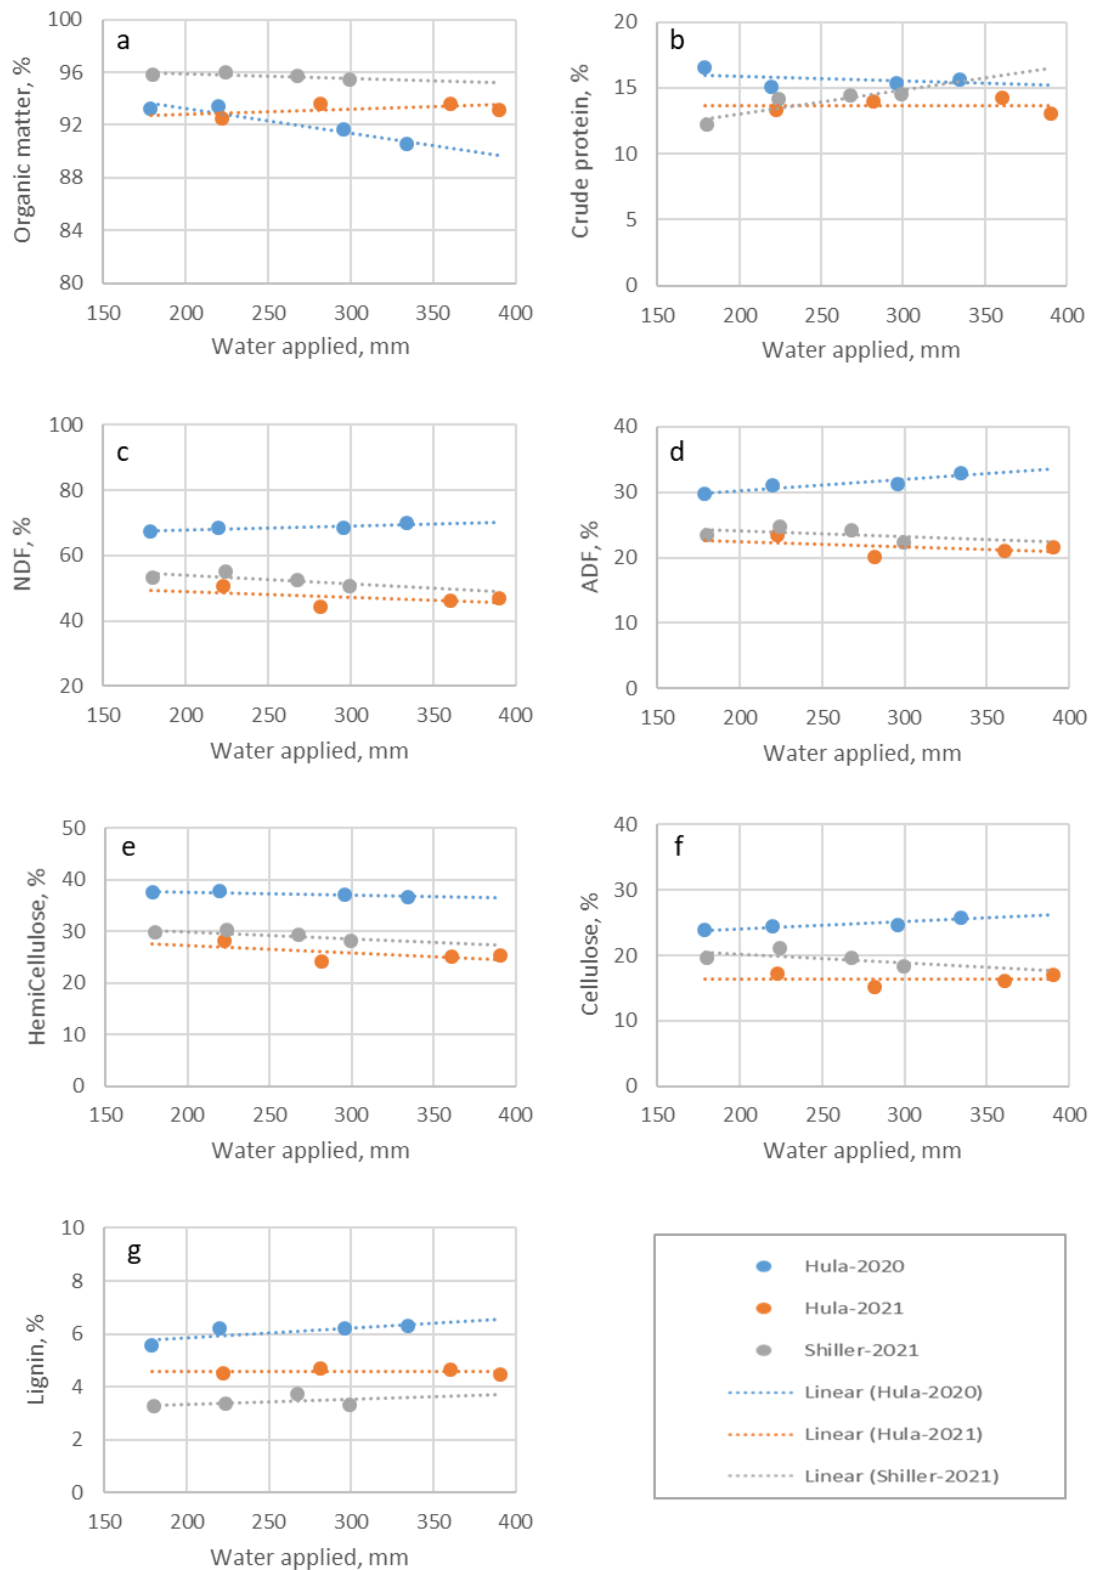 a
Organic matter, %
100
96
92
88
84
80
150 200 250 300 350 400
Water applied, mm
b
Crude protein, %
20
15
10
5
0
150 200 250 300 350 400
Water applied, mm
c
NDF, %
100
80
60
40
20
150 200 250 300 350 400
Water applied, mm
d
ADF, %
40
30
20
10
0
150 200 250 300 350 400
Water applied, mm
e
HemiCellulose, %
50
40
30
20
10
0
150 200 250 300 350 400
Water applied, mm
f
Cellulose, %
40
30
20
10
0
150 200 250 300 350 400
Water applied, mm
g
Lignin, %
10
8
6
4
2
0
150 200 250 300 350 400
Water applied, mm
Hula-2020
Hula-2021
Shiller-2021
Linear (Hula-2020)
Linear (Hula-2021)
Linear (Shiller-2021)